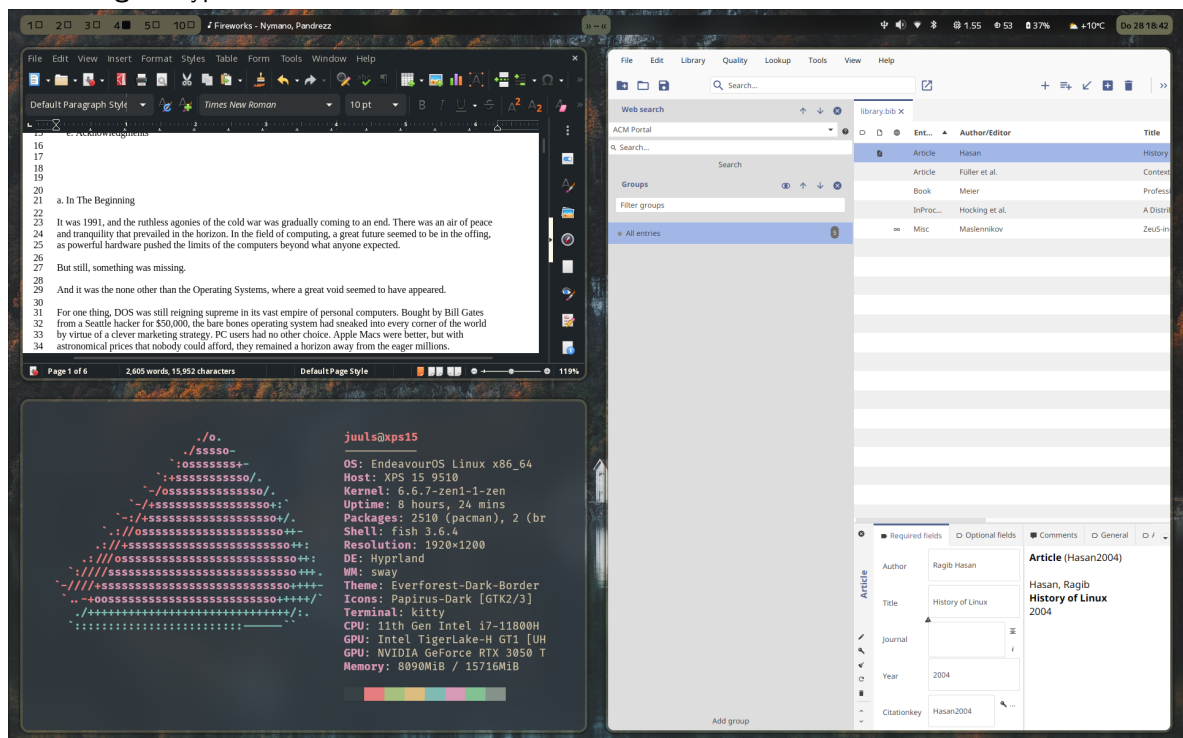 1 2 3 4 5 10 Fireworks - Nymano, Pandrezz
1.55 53 37% +10°C Do 28 18:42
File Edit View Insert Format Styles Table Form Tools Window Help
Default Paragraph Style Times New Roman 10 pt
15 e. Acknowledgments
16
17
18
19
20
21 a. In The Beginning
22
23 It was 1991, and the ruthless agonies of the cold war was gradually coming to an end. There was an air of peace
24 and tranquility that prevailed in the horizon. In the field of computing, a great future seemed to be in the offing,
25 as powerful hardware pushed the limits of the computers beyond what anyone expected.
26
27 But still, something was missing.
28
29 And it was the none other than the Operating Systems, where a great void seemed to have appeared.
30
31 For one thing, DOS was still reigning supreme in its vast empire of personal computers. Bought by Bill Gates
32 from a Seattle hacker for $50,000, the bare bones operating system had sneaked into every corner of the world
33 by virtue of a clever marketing strategy. PC users had no other choice. Apple Macs were better, but with
34 astronomical prices that nobody could afford, they remained a horizon away from the eager millions.
Page 1 of 6 2,605 words, 15,952 characters Default Page Style 119%
juuls@xps15
OS: EndeavourOS Linux x86_64
Host: XPS 15 9510
Kernel: 6.6.7-zen1-1-zen
Uptime: 8 hours, 24 mins
Packages: 2510 (pacman), 2 (br
Shell: fish 3.6.4
Resolution: 1920×1200
DE: Hyprland
WM: sway
Theme: Everforest-Dark-Border
Icons: Papirus-Dark [GTK2/3]
Terminal: kitty
CPU: 11th Gen Intel i7-11800H
GPU: Intel TigerLake-H GT1 [UH
GPU: NVIDIA GeForce RTX 3050 T
Memory: 8090MiB / 15716MiB
File Edit Library Quality Lookup Tools View Help
Search...
Web search
ACM Portal
Search...
Search
Groups
Filter groups
All entries 5
Add group
library.bib
Ent... Author/Editor Title
Article Hasan History
Article Füller et al. Context
Book Meier Professi
InProc... Hocking et al. A Distrib
Misc Maslennikov ZeuS-in
Required fields Optional fields Comments General
Article
Author Ragib Hasan
Title History of Linux
Journal
Year 2004
Citationkey Hasan2004
Article (Hasan2004)
Hasan, Ragib
History of Linux
2004